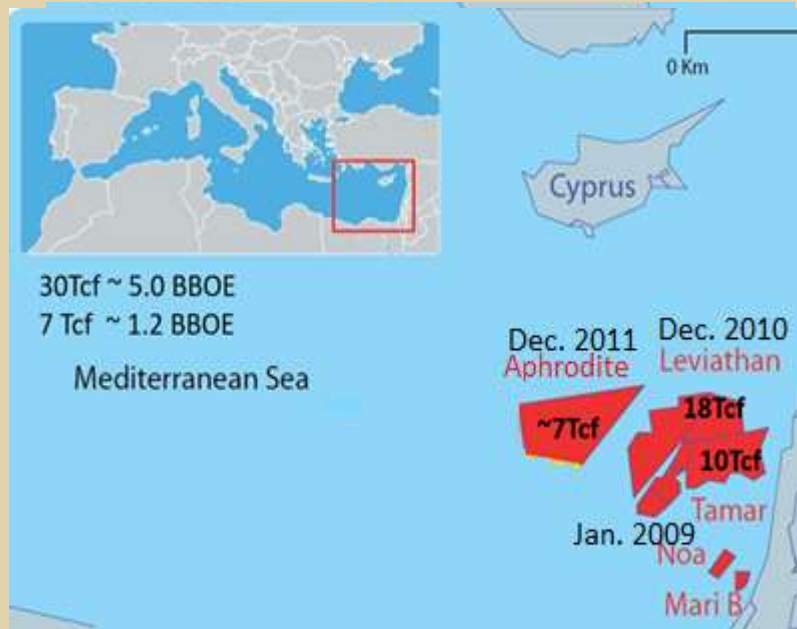 0 Km
Cyprus
30Tcf ~ 5.0 BBOE
7 Tcf ~ 1.2 BBOE
Mediterranean Sea
Dec. 2011
Aphrodite
~7Tcf
Dec. 2010
Leviathan
18Tcf
10Tcf
Tamar
Jan. 2009
Noa
Mari B